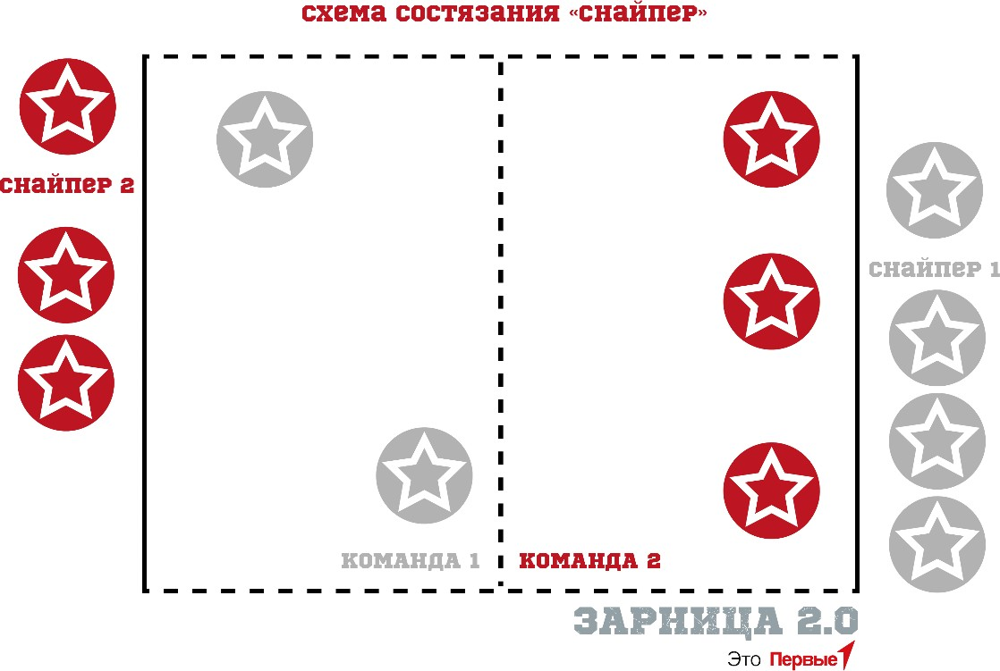 схема состязания «снайпер»
снайпер 2
снайпер 1
команда 1
команда 2
ЗАРНИЦА 2.0
Это Первые